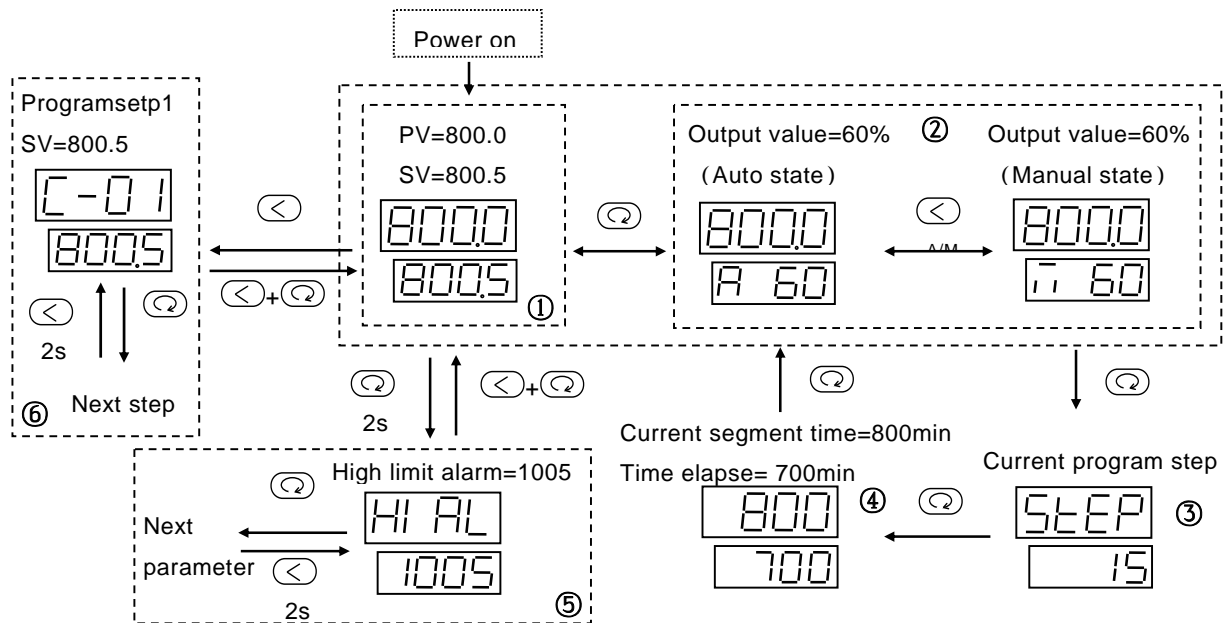 Power on
Programsetp1
SV=800.5
C-01
800.5
<
2s
Next step
⑥
<
<+
PV=800.0
SV=800.5
800.0
800.5
①
Output value=60%
(Auto state)
800.0
A 60
②
<
A/M
Output value=60%
(Manual state)
800.0
60
2s
<+
High limit alarm=1005
HI AL
1005
Next
parameter
<
2s
⑤
Current segment time=800min
Time elapse= 700min
800
700
④
Current program step
StEP
15
③